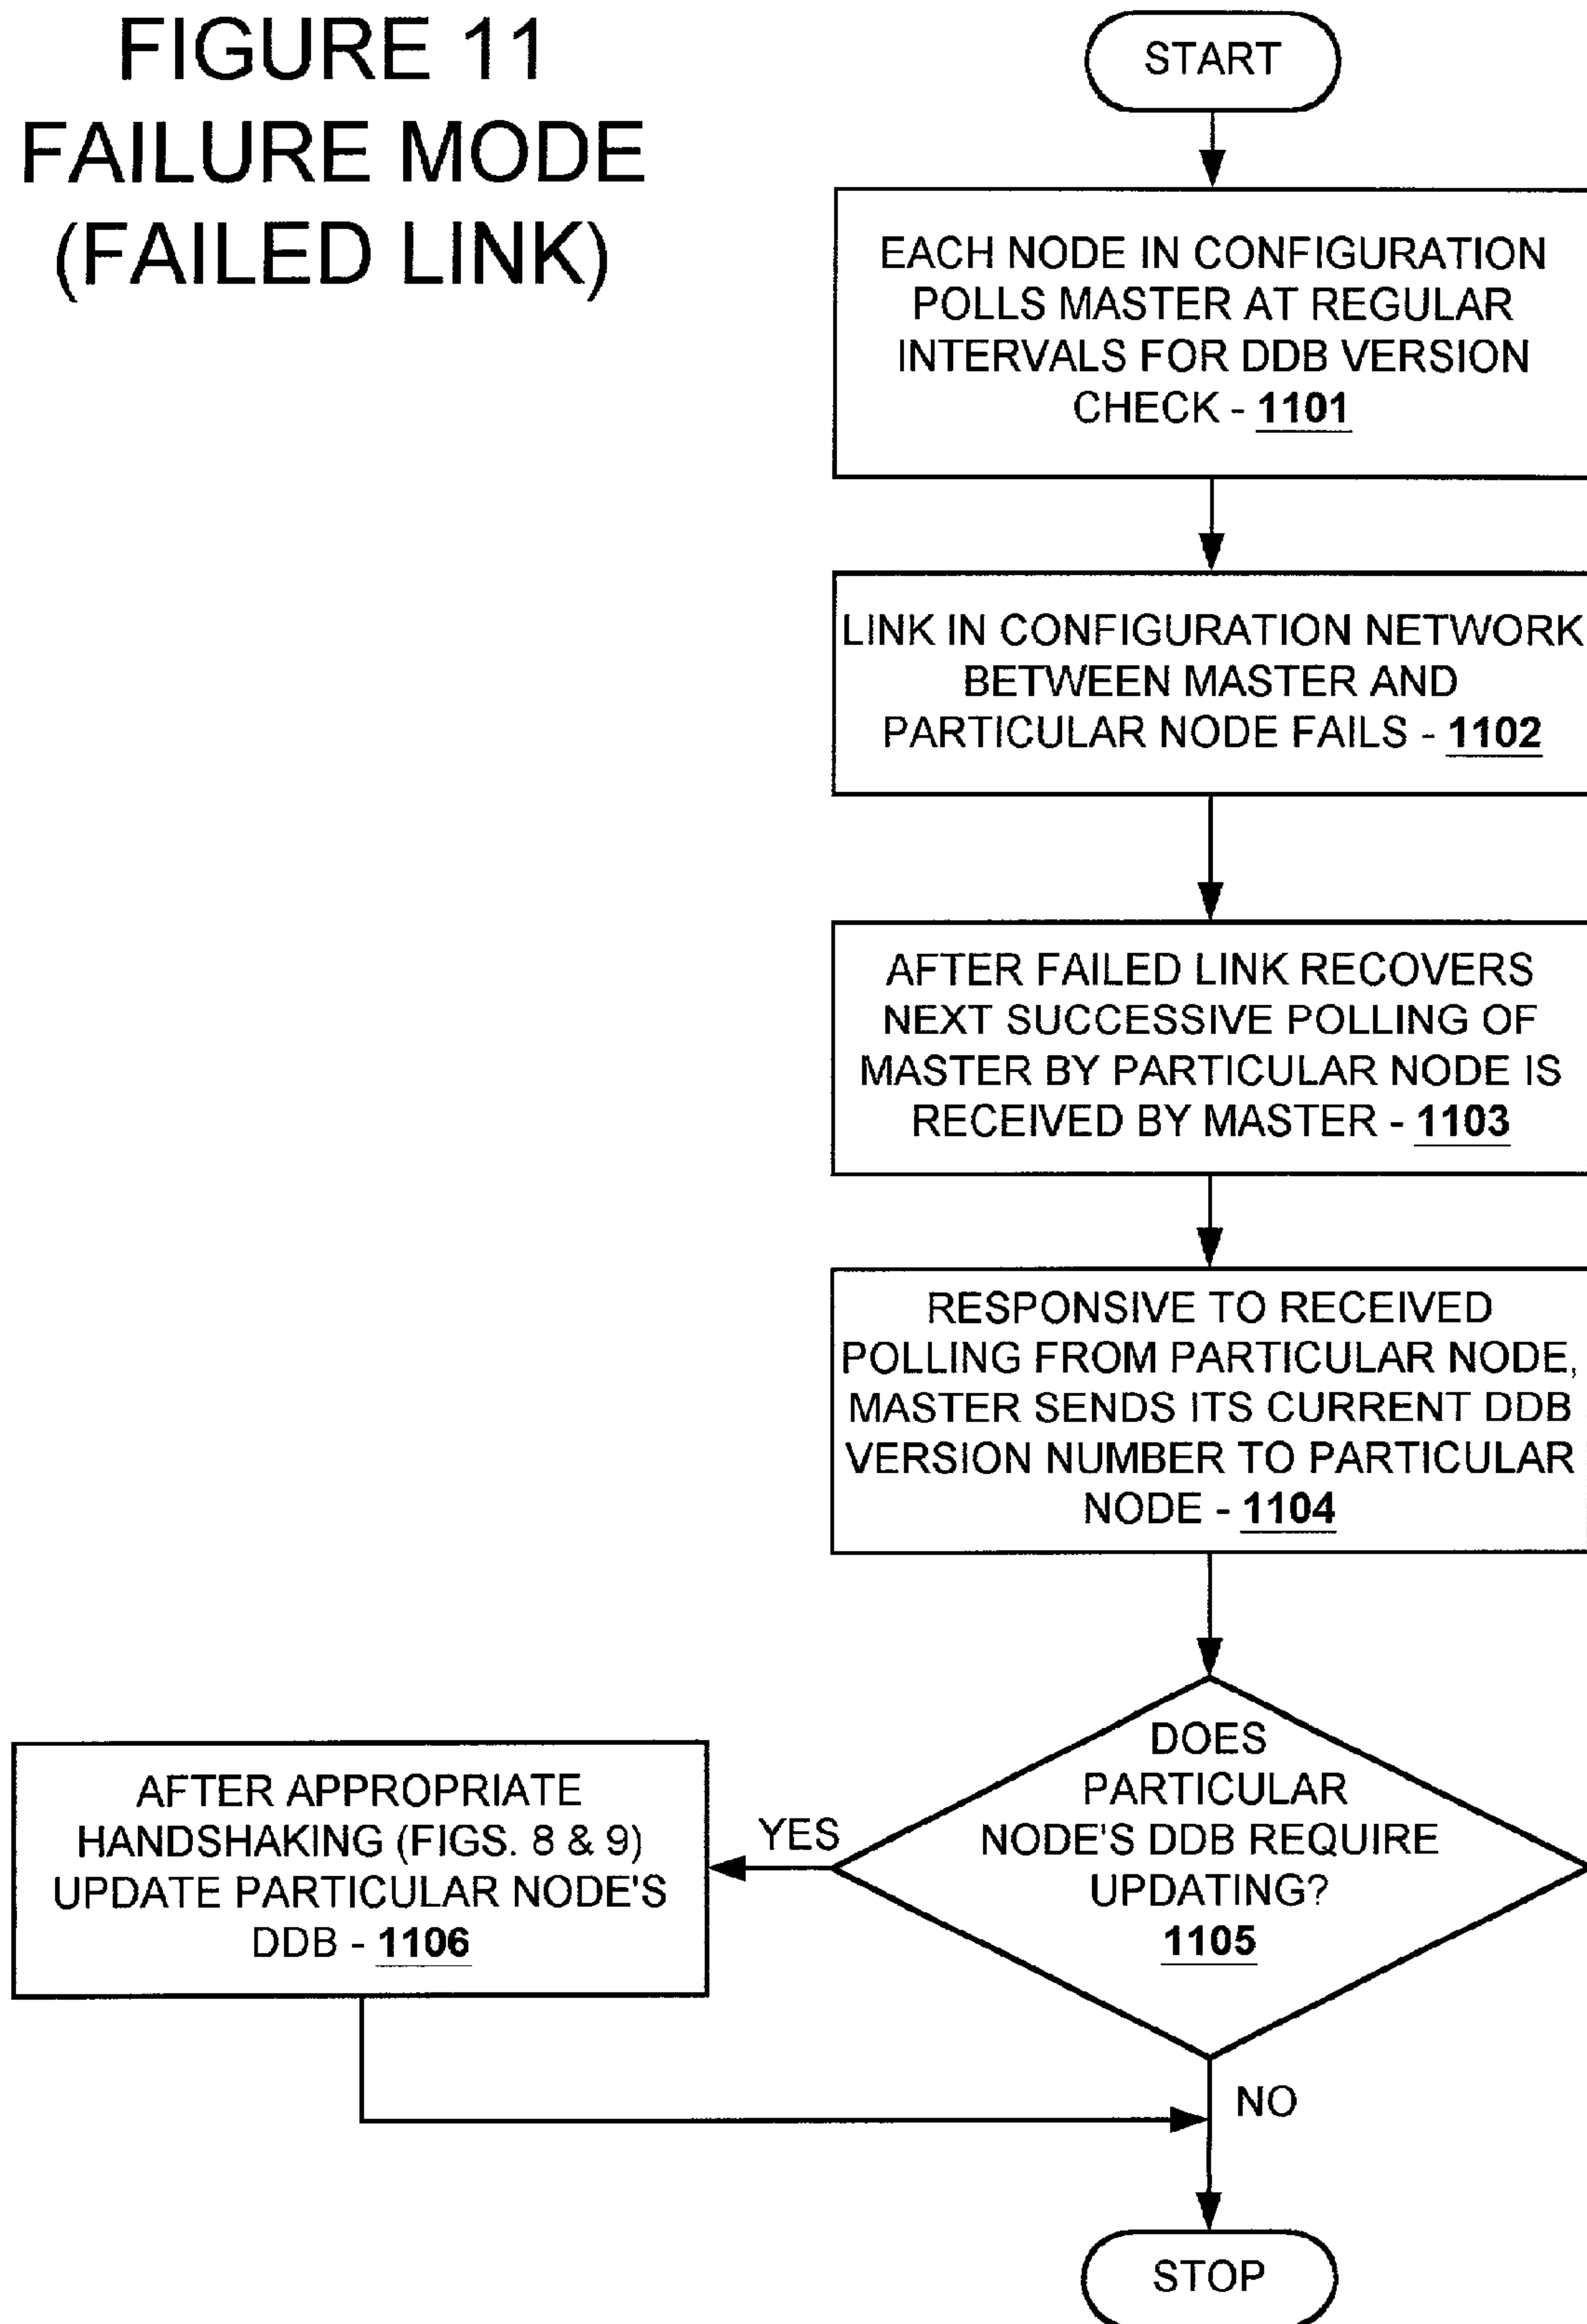 FIGURE 11
FAILURE MODE
(FAILED LINK)
START
EACH NODE IN CONFIGURATION
POLLS MASTER AT REGULAR
INTERVALS FOR DDB VERSION
CHECK - 1101
LINK IN CONFIGURATION NETWORK
BETWEEN MASTER AND
PARTICULAR NODE FAILS - 1102
AFTER FAILED LINK RECOVERS
NEXT SUCCESSIVE POLLING OF
MASTER BY PARTICULAR NODE IS
RECEIVED BY MASTER - 1103
RESPONSIVE TO RECEIVED
POLLING FROM PARTICULAR NODE,
MASTER SENDS ITS CURRENT DDB
VERSION NUMBER TO PARTICULAR
NODE - 1104
DOES
PARTICULAR
NODE'S DDB REQUIRE
UPDATING?
1105
YES
AFTER APPROPRIATE
HANDSHAKING (FIGS. 8 & 9)
UPDATE PARTICULAR NODE'S
DDB - 1106
NO
STOP